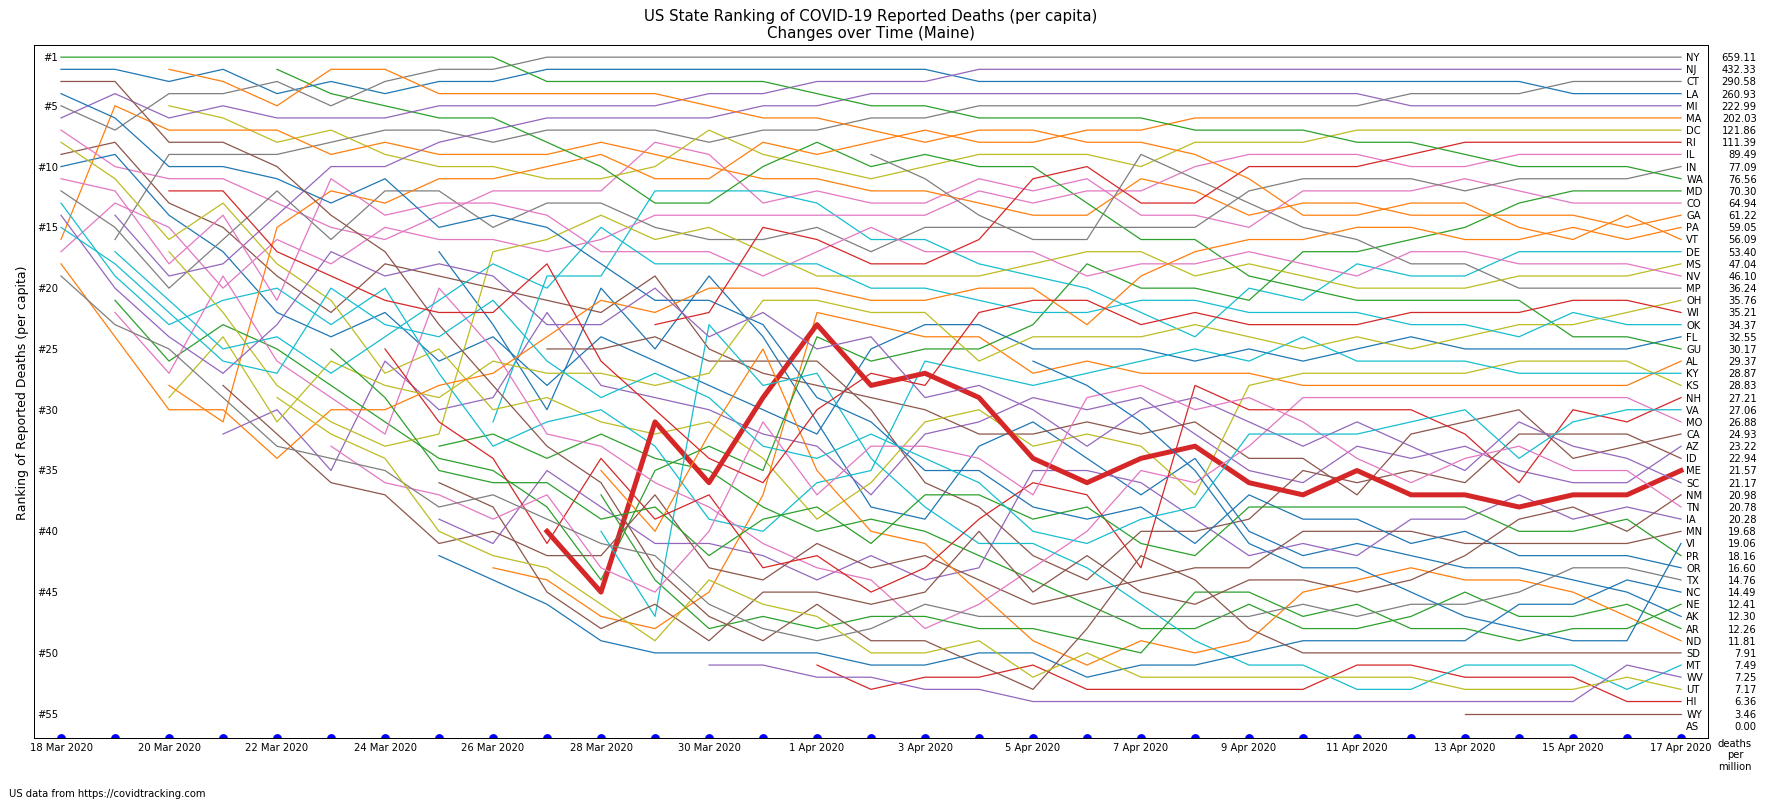 US State Ranking of COVID-19 Reported Deaths (per capita)
Changes over Time (Maine)
Ranking of Reported Deaths (per capita)
#1
#5
#10
#15
#20
#25
#30
#35
#40
#45
#50
#55
NY 659.11
NJ 432.33
CT 290.58
LA 260.93
MI 222.99
MA 202.03
DC 121.86
RI 111.39
IL 89.49
IN 77.09
WA 76.56
MD 70.30
CO 64.94
GA 61.22
PA 59.05
VT 56.09
DE 53.40
MS 47.04
NV 46.10
MP 36.24
OH 35.76
WI 35.21
OK 34.37
FL 32.55
GU 30.17
AL 29.37
KY 28.87
KS 28.83
NH 27.21
VA 27.06
MO 26.88
CA 24.93
AZ 23.22
ID 22.94
ME 21.57
SC 21.17
NM 20.98
TN 20.78
IA 20.28
MN 19.68
VI 19.06
PR 18.16
OR 16.60
TX 14.76
NC 14.49
NE 12.41
AK 12.30
AR 12.26
ND 11.81
SD 7.91
MT 7.49
WV 7.25
UT 7.17
HI 6.36
WY 3.46
AS 0.00
18 Mar 2020 20 Mar 2020 22 Mar 2020 24 Mar 2020 26 Mar 2020 28 Mar 2020 30 Mar 2020 1 Apr 2020 3 Apr 2020 5 Apr 2020 7 Apr 2020 9 Apr 2020 11 Apr 2020 13 Apr 2020 15 Apr 2020 17 Apr 2020
deaths
per
million
US data from https://covidtracking.com